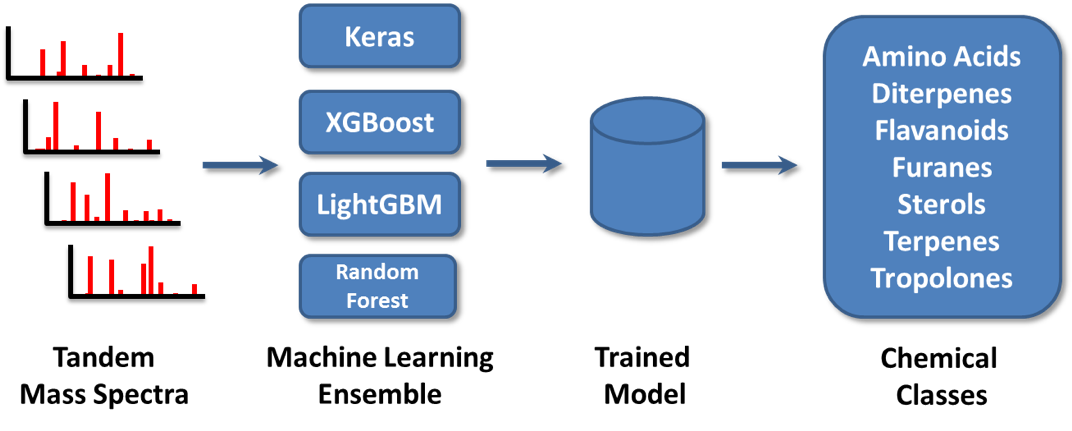 Keras
XGBoost
LightGBM
Random
Forest
Amino Acids
Diterpenes
Flavanoids
Furanes
Sterols
Terpenes
Tropolones
Tandem
Mass Spectra
Machine Learning
Ensemble
Trained
Model
Chemical
Classes